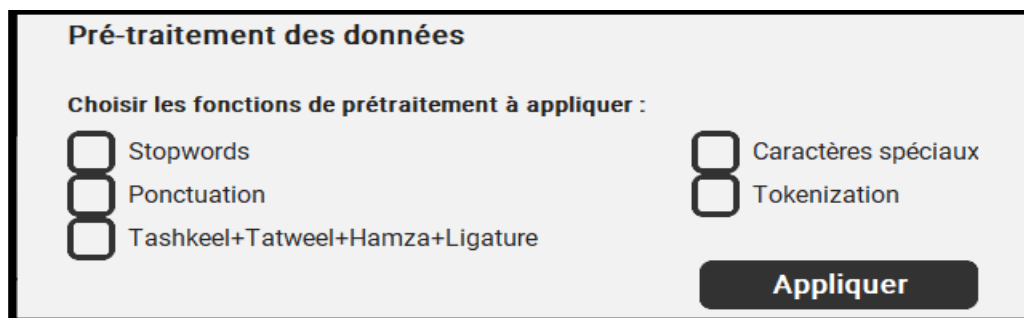 Pré-traitement des données
Choisir les fonctions de prétraitement à appliquer :
Stopwords
Caractères spéciaux
Ponctuation
Tokenization
Tashkeel+Tatweel+Hamza+Ligature
Appliquer